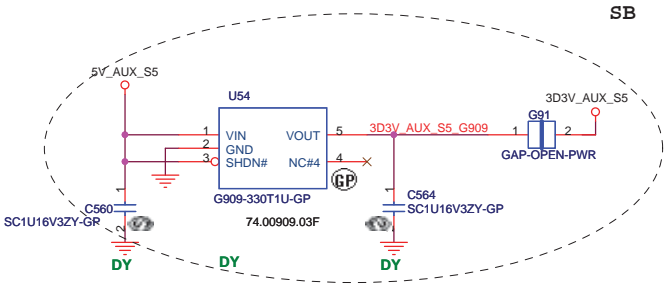 SB
5V_AUX_S5
U54
3D3V_AUX_S5
G91
1 VIN VOUT 5 3D3V_AUX_S5_G909 1 2
2 GND
3 SHDN# NC#4 4
GAP-OPEN-PWR
GP
G909-330T1U-GP
74.00909.03F
1 C560
SC1U16V3ZY-GP
2
1 C564
SC1U16V3ZY-GP
2
DY
DY